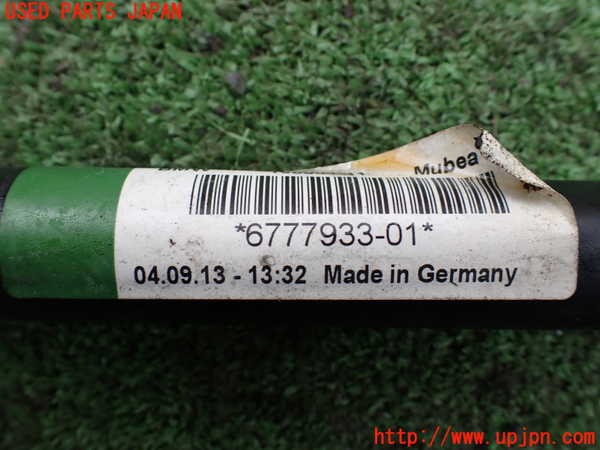 USED PARTS JAPAN
Mubea
*6777933-01*
04.09.13 - 13:32 Made in Germany
http://www.upjpn.com/